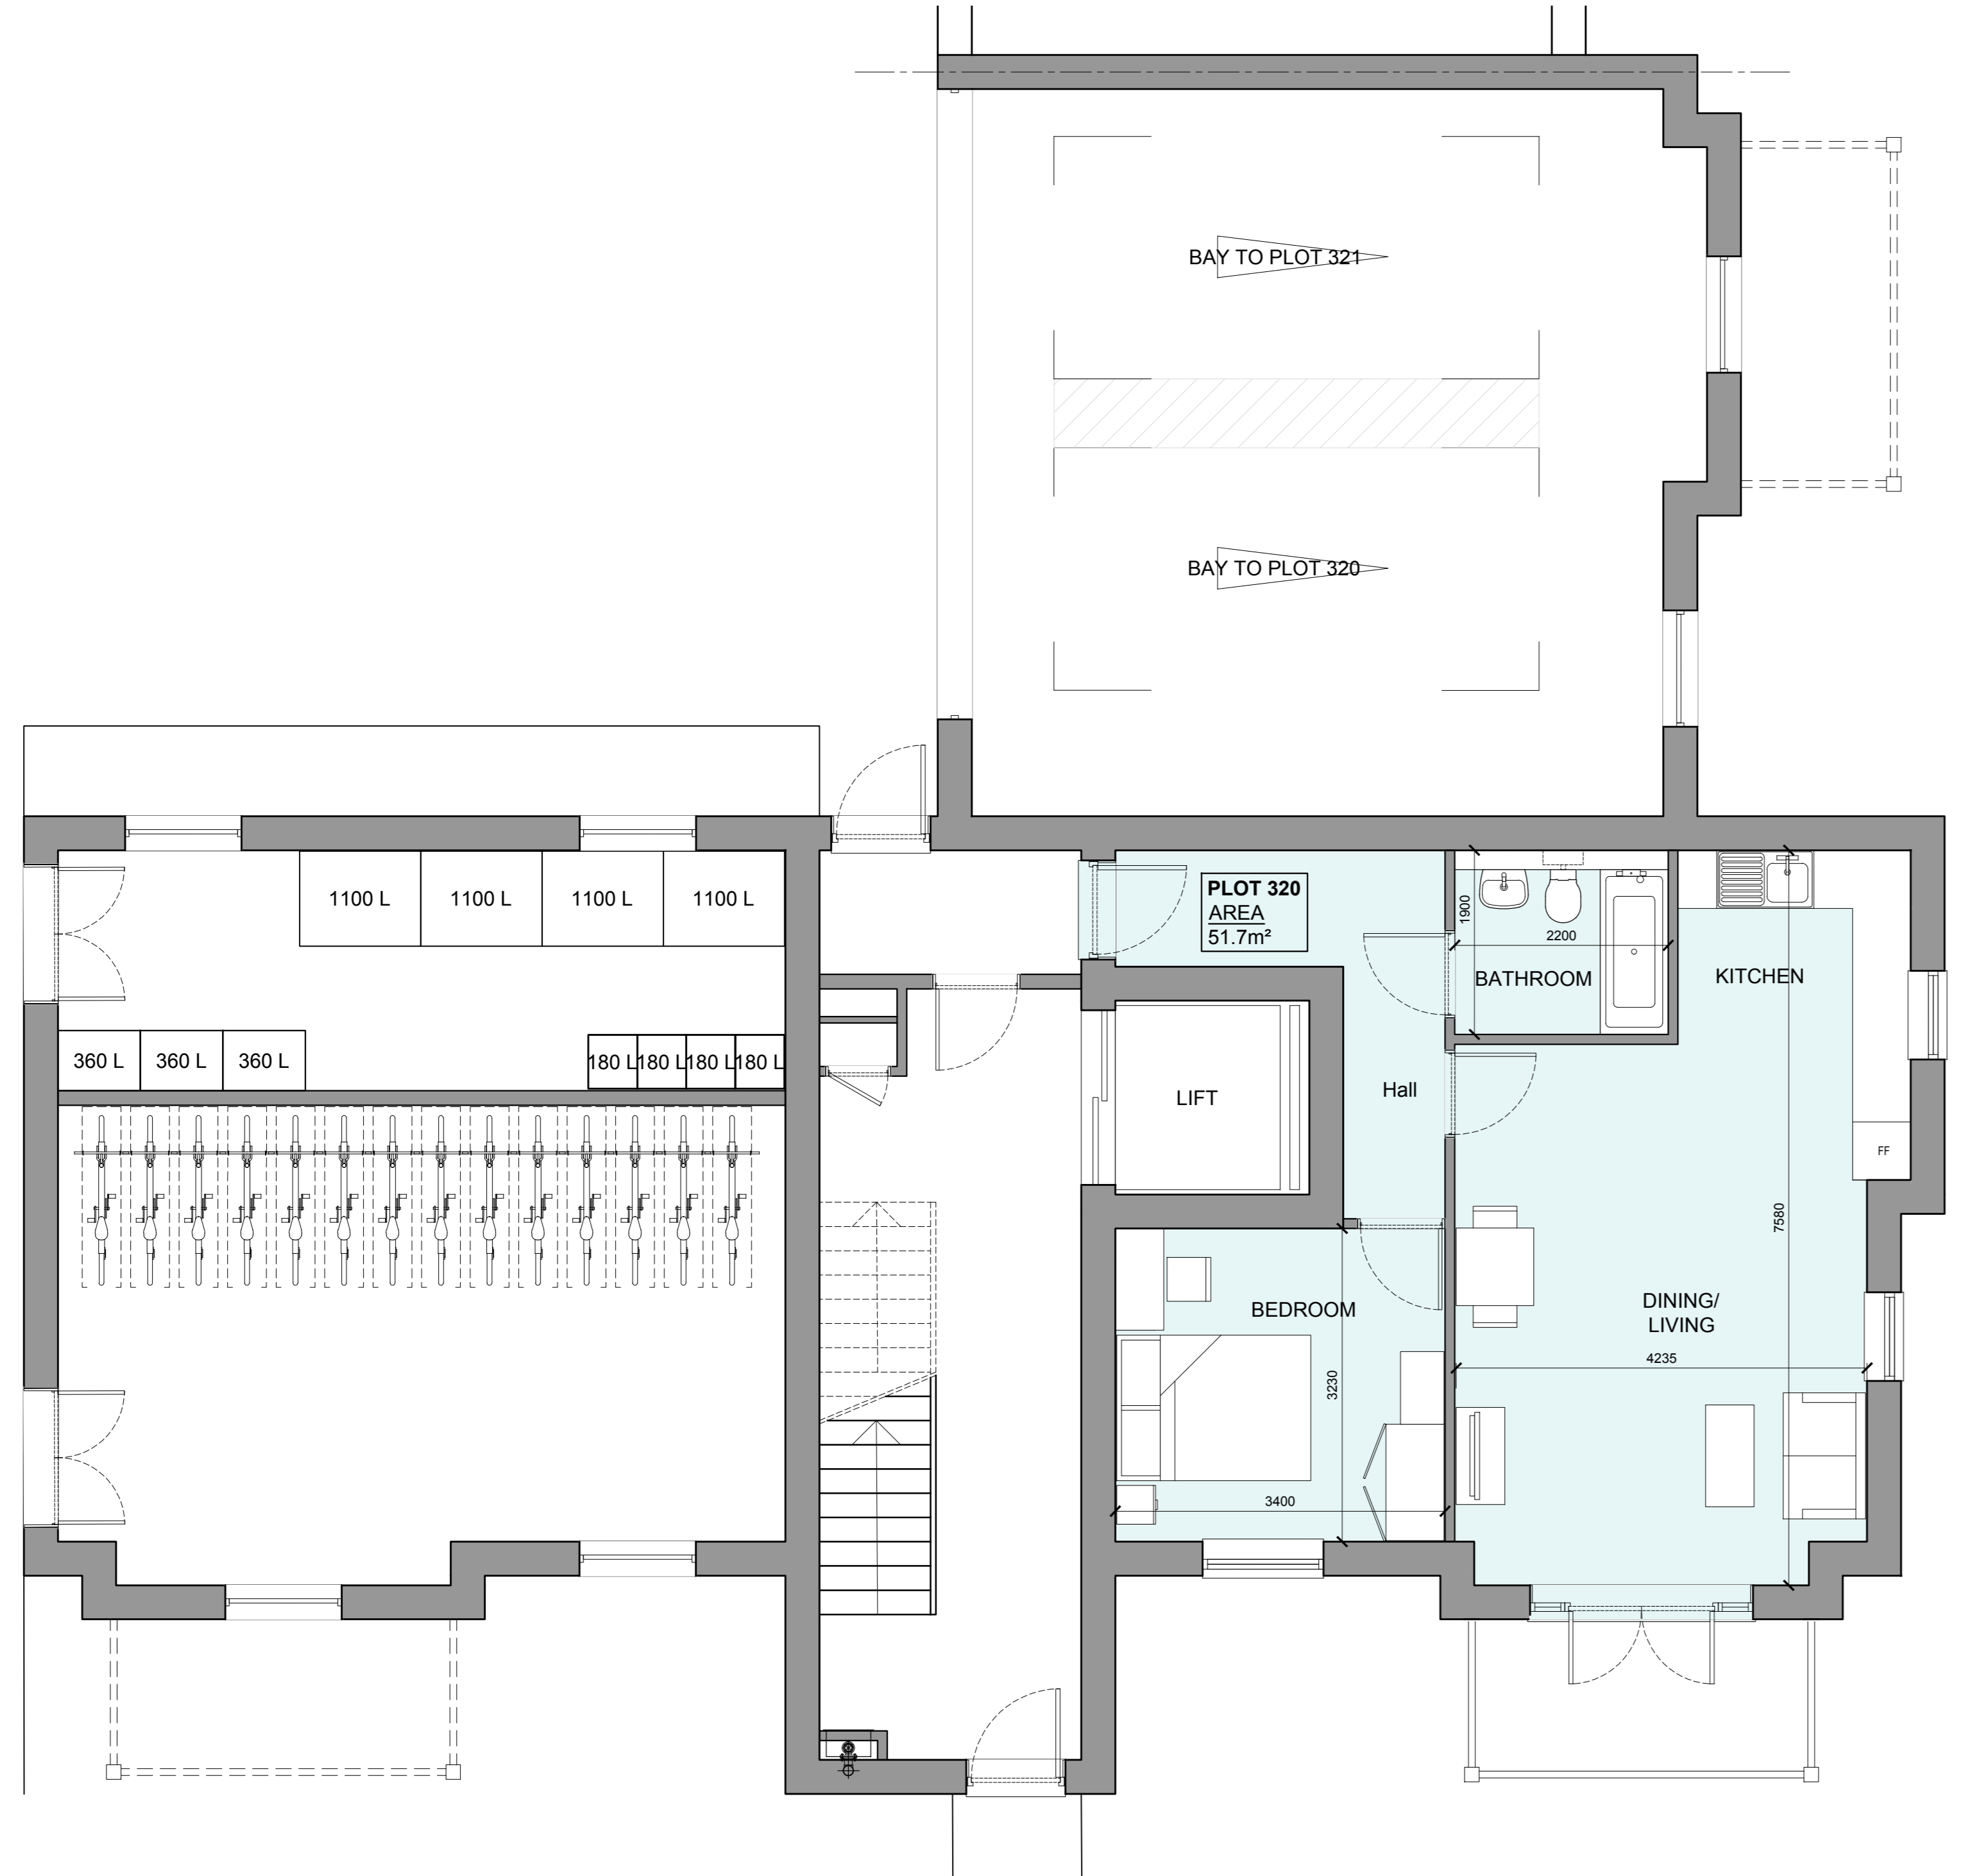 BAY TO PLOT 321
BAY TO PLOT 320
1100 L
1100 L
1100 L
1100 L
PLOT 320
AREA
51.7m²
1900
2200
BATHROOM
KITCHEN
360 L
360 L
360 L
180 L
180 L
180 L
180 L
LIFT
Hall
FF
7580
BEDROOM
DINING/
LIVING
4235
3230
3400